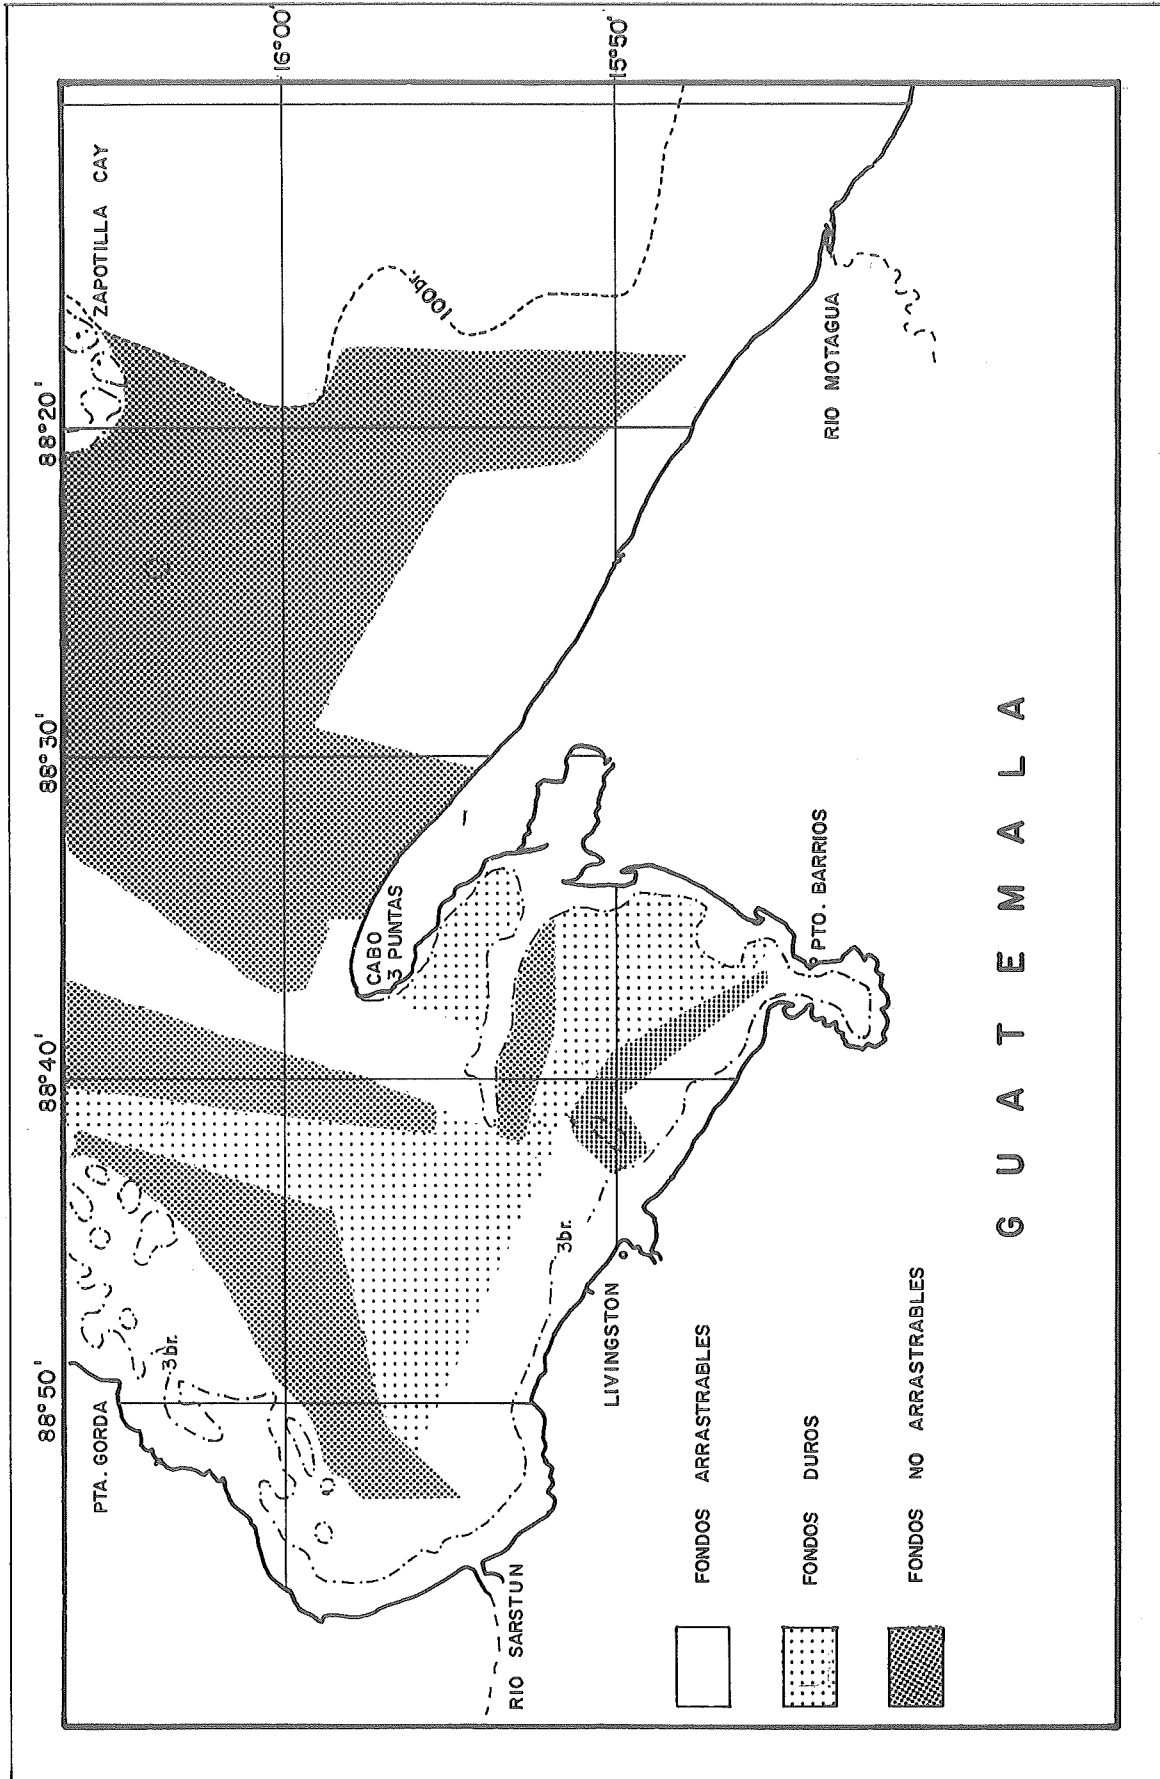 88°50'
88°40'
88°30'
88°20'
PTA. GORDA
ZAPOTILLA CAY
3br.
16°00'
100br.
CABO
3 PUNTAS
RIO SARSTUN
3br.
15°50'
LIVINGSTON
PTO. BARRIOS
RIO MOTAGUA
FONDOS ARRASTRABLES
FONDOS DUROS
FONDOS NO ARRASTRABLES
GUATEMALA